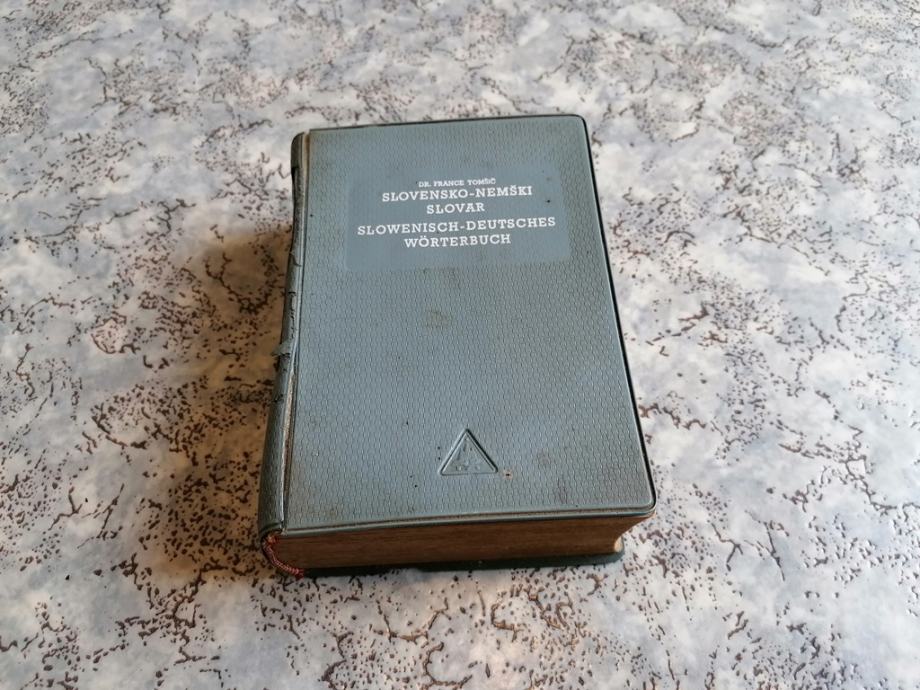 DR. FRANCE TOMŠIČ
SLOVENSKO-NEMŠKI
SLOVAR
SLOWENISCH-DEUTSCHES
WÖRTERBUCH